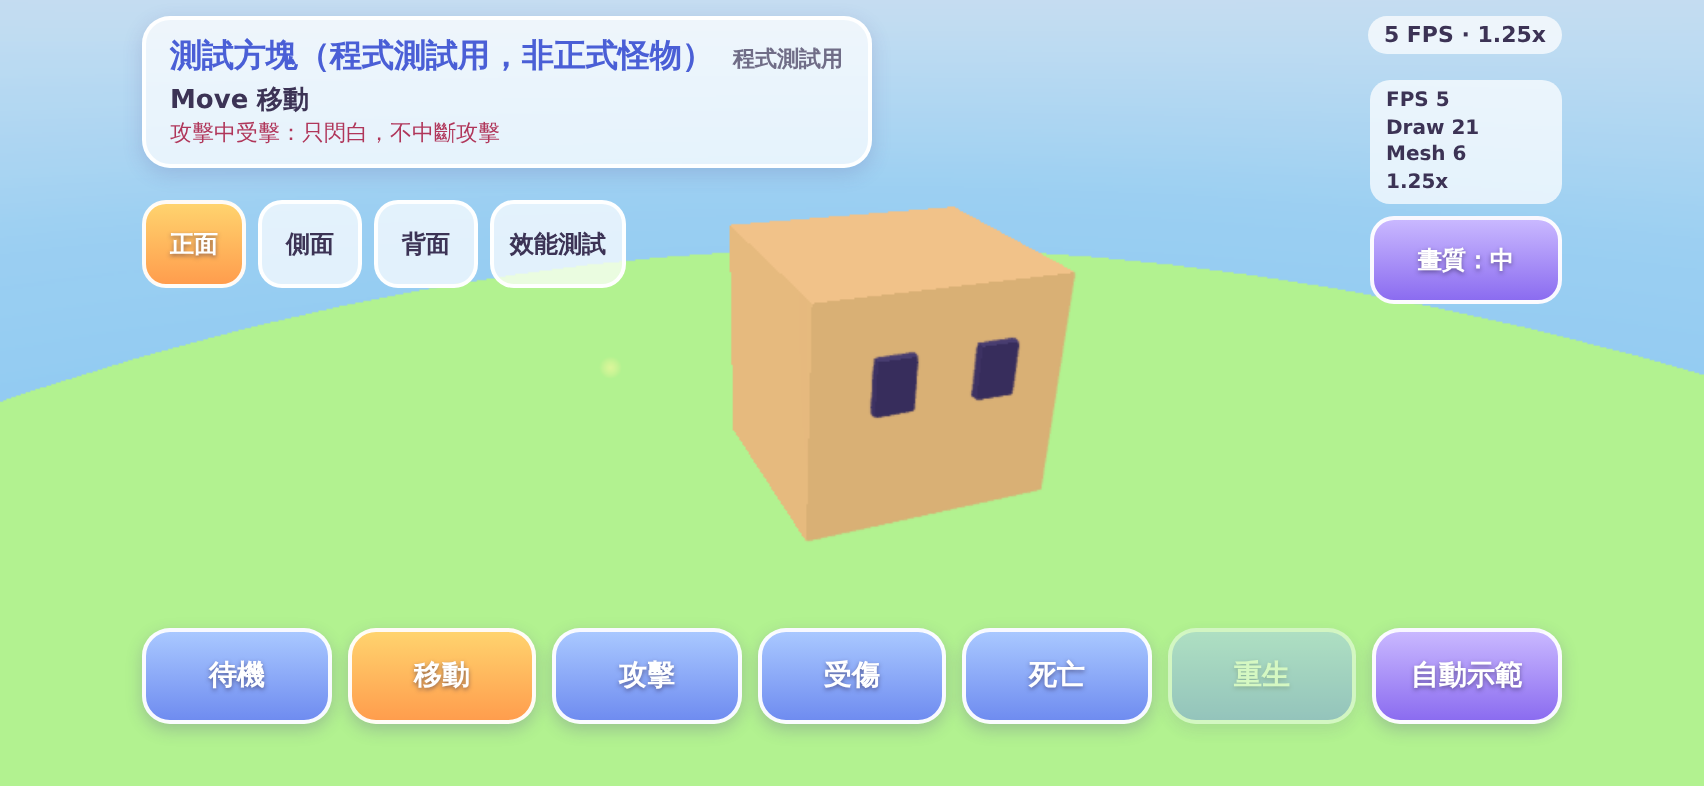 測試方塊（程式測試用，非正式怪物） 程式測試用
Move 移動
攻擊中受擊：只閃白，不中斷攻擊
5 FPS · 1.25x
FPS 5
Draw 21
Mesh 6
1.25x
正面 側面 背面 效能測試
畫質：中
待機 移動 攻擊 受傷 死亡 重生 自動示範